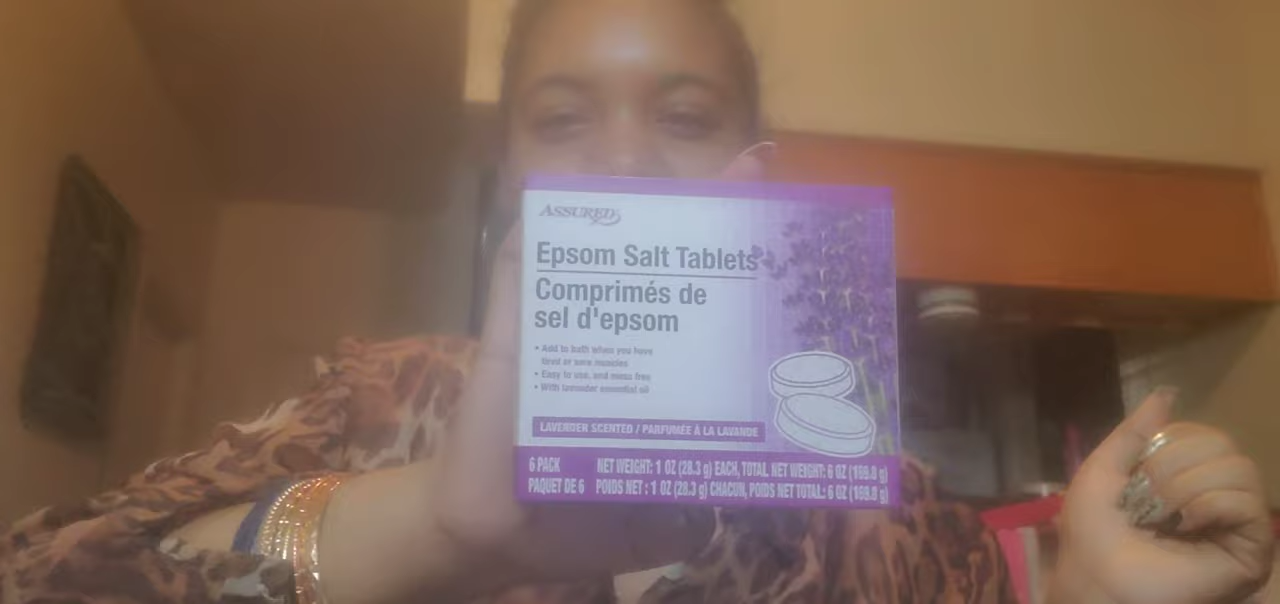 ASSURED
Epsom Salt Tablets
Comprimés de
sel d'epsom
• Add to bath when you have
tired or sore muscles
• Easy to use, and mess free
• With lavender essential oil
LAVENDER SCENTED / PARFUMÉE À LA LAVANDE
6 PACK NET WEIGHT: 1 OZ (28.3 g) EACH, TOTAL NET WEIGHT: 6 OZ (169.8 g)
PAQUET DE 6 POIDS NET : 1 OZ (28.3 g) CHACUN, POIDS NET TOTAL: 6 OZ (169.8 g)